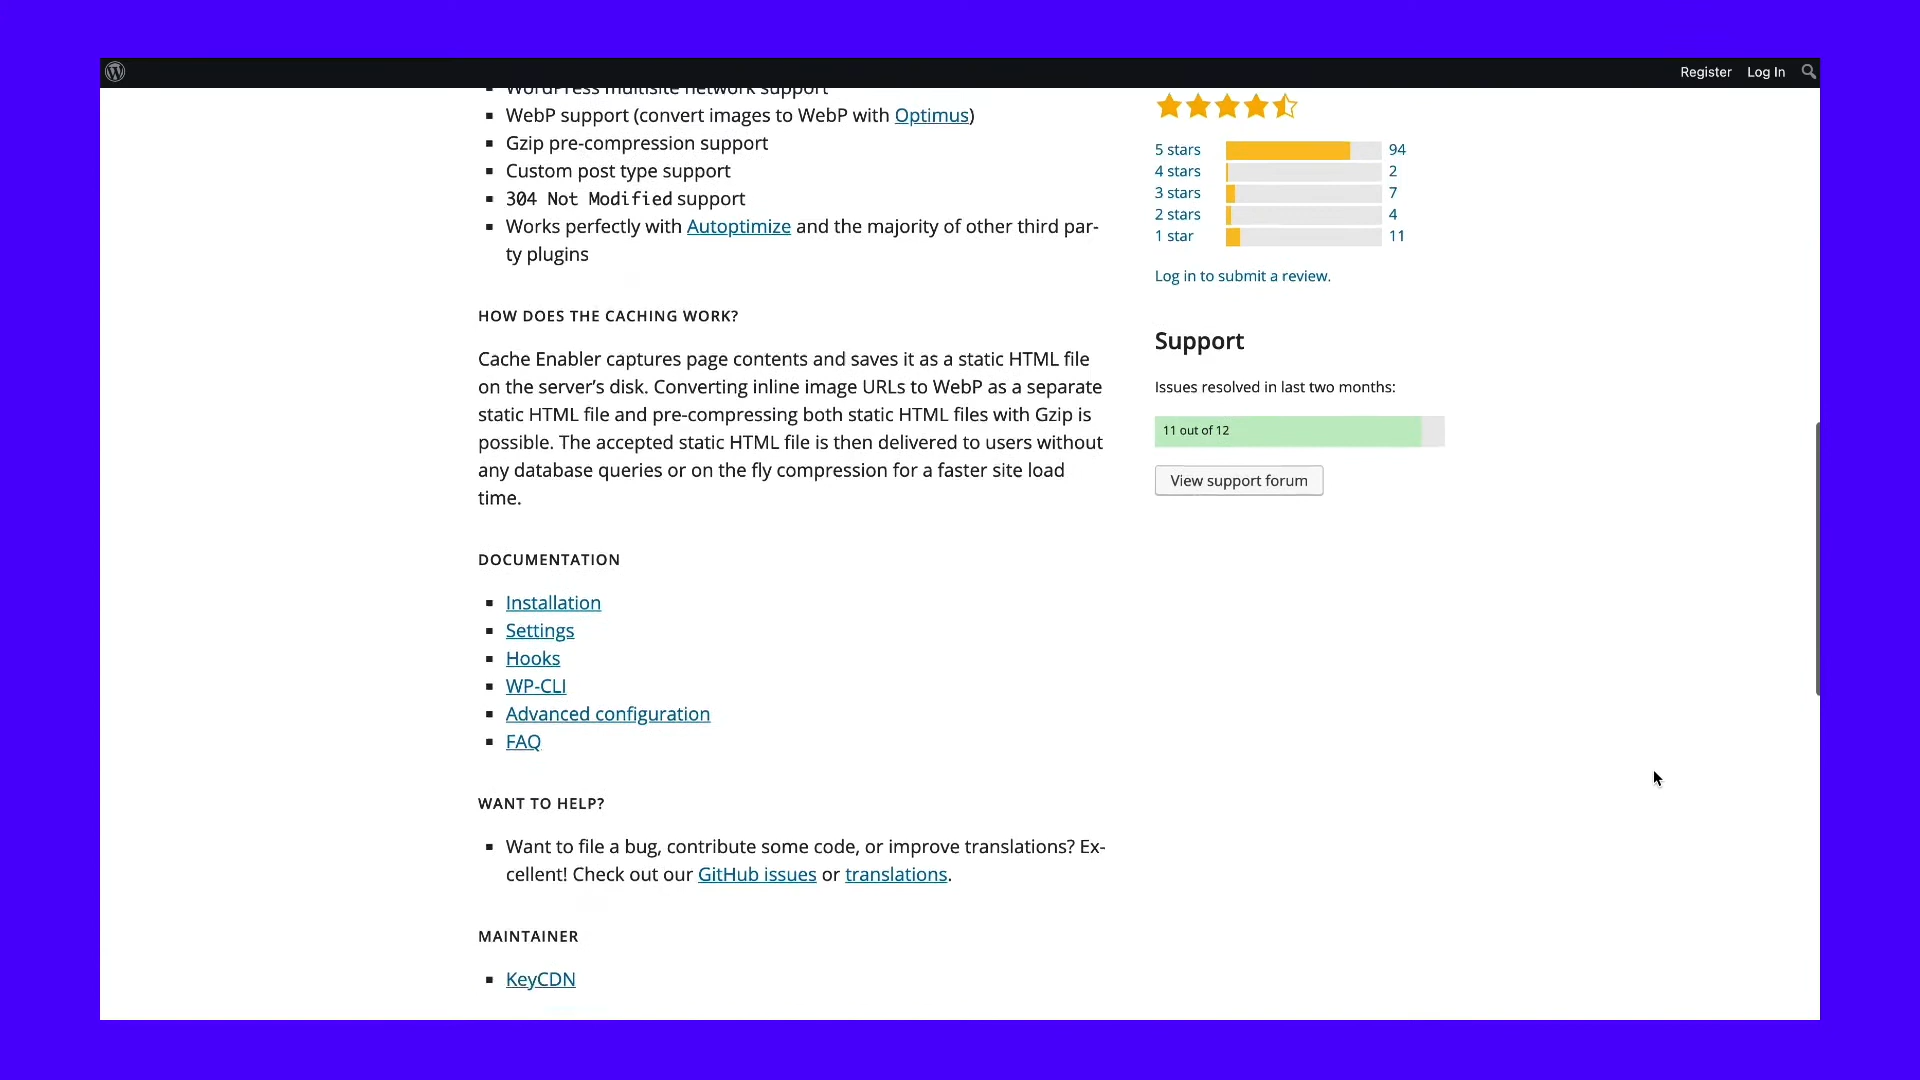 Register Log In
WordPress multisite network support
WebP support (convert images to WebP with Optimus)
Gzip pre-compression support
Custom post type support
304 Not Modified support
Works perfectly with Autoptimize and the majority of other third par-
ty plugins
HOW DOES THE CACHING WORK?
Cache Enabler captures page contents and saves it as a static HTML file
on the server’s disk. Converting inline image URLs to WebP as a separate
static HTML file and pre-compressing both static HTML files with Gzip is
possible. The accepted static HTML file is then delivered to users without
any database queries or on the fly compression for a faster site load
time.
DOCUMENTATION
Installation
Settings
Hooks
WP-CLI
Advanced configuration
FAQ
WANT TO HELP?
Want to file a bug, contribute some code, or improve translations? Ex-
cellent! Check out our GitHub issues or translations.
MAINTAINER
KeyCDN
5 stars 94
4 stars 2
3 stars 7
2 stars 4
1 star 11
Log in to submit a review.
Support
Issues resolved in last two months:
11 out of 12
View support forum